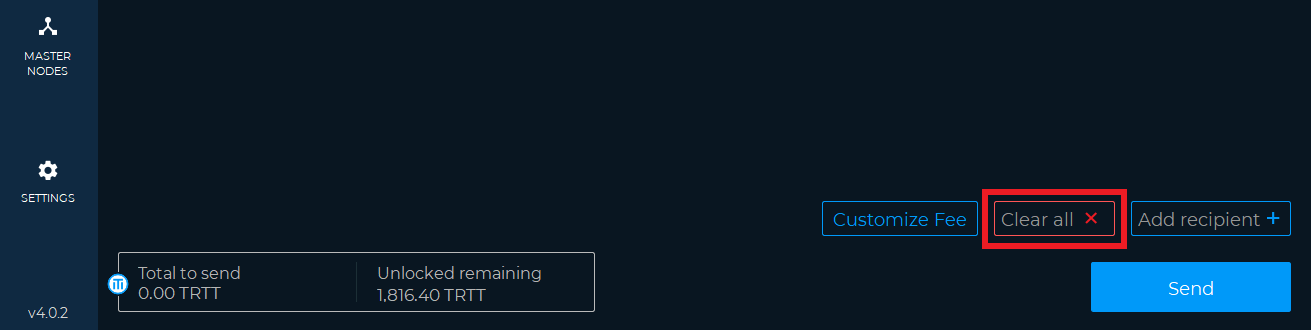 MASTER
NODES
SETTINGS
Customize Fee
Clear all ×
Add recipient +
Total to send
0.00 TRTT
Unlocked remaining
1,816.40 TRTT
Send
v4.0.2